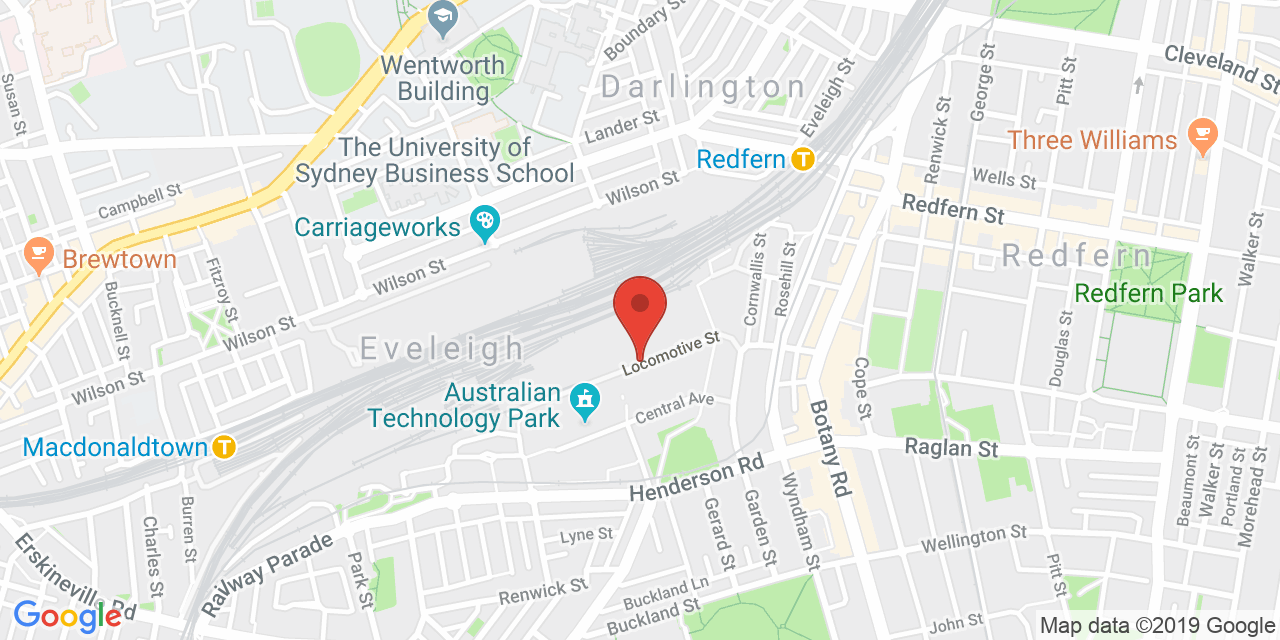 Boundary St
Susan St
Wentworth
Building
Darlington
Eveleigh St
George St
Pitt St
Cleveland St
Lander St
Renwick St
Three Williams
The University of
Sydney Business School
Redfern
T
Wells St
Campbell St
Wilson St
Redfern St
Carriageworks
Brewtown
Fitzroy St
Wilson St
Cornwallis St
Rosehill St
Redfern
Walker St
Bucknell St
Redfern Park
Wilson St
Eveleigh
Locomotive St
Douglas St
Wilson St
Australian
Technology Park
Central Ave
Cope St
Macdonaldtown
T
Botany Rd
Raglan St
Henderson Rd
Beaumont St
Walker St
Portland St
Morehead St
Burren St
Charles St
Wyndham St
Garden St
Gerard St
Lyne St
Wellington St
Erskineville Rd
Railway Parade
Park St
Renwick St
Buckland Ln
Buckland St
Pitt St
John St
Google
Map data ©2019 Google